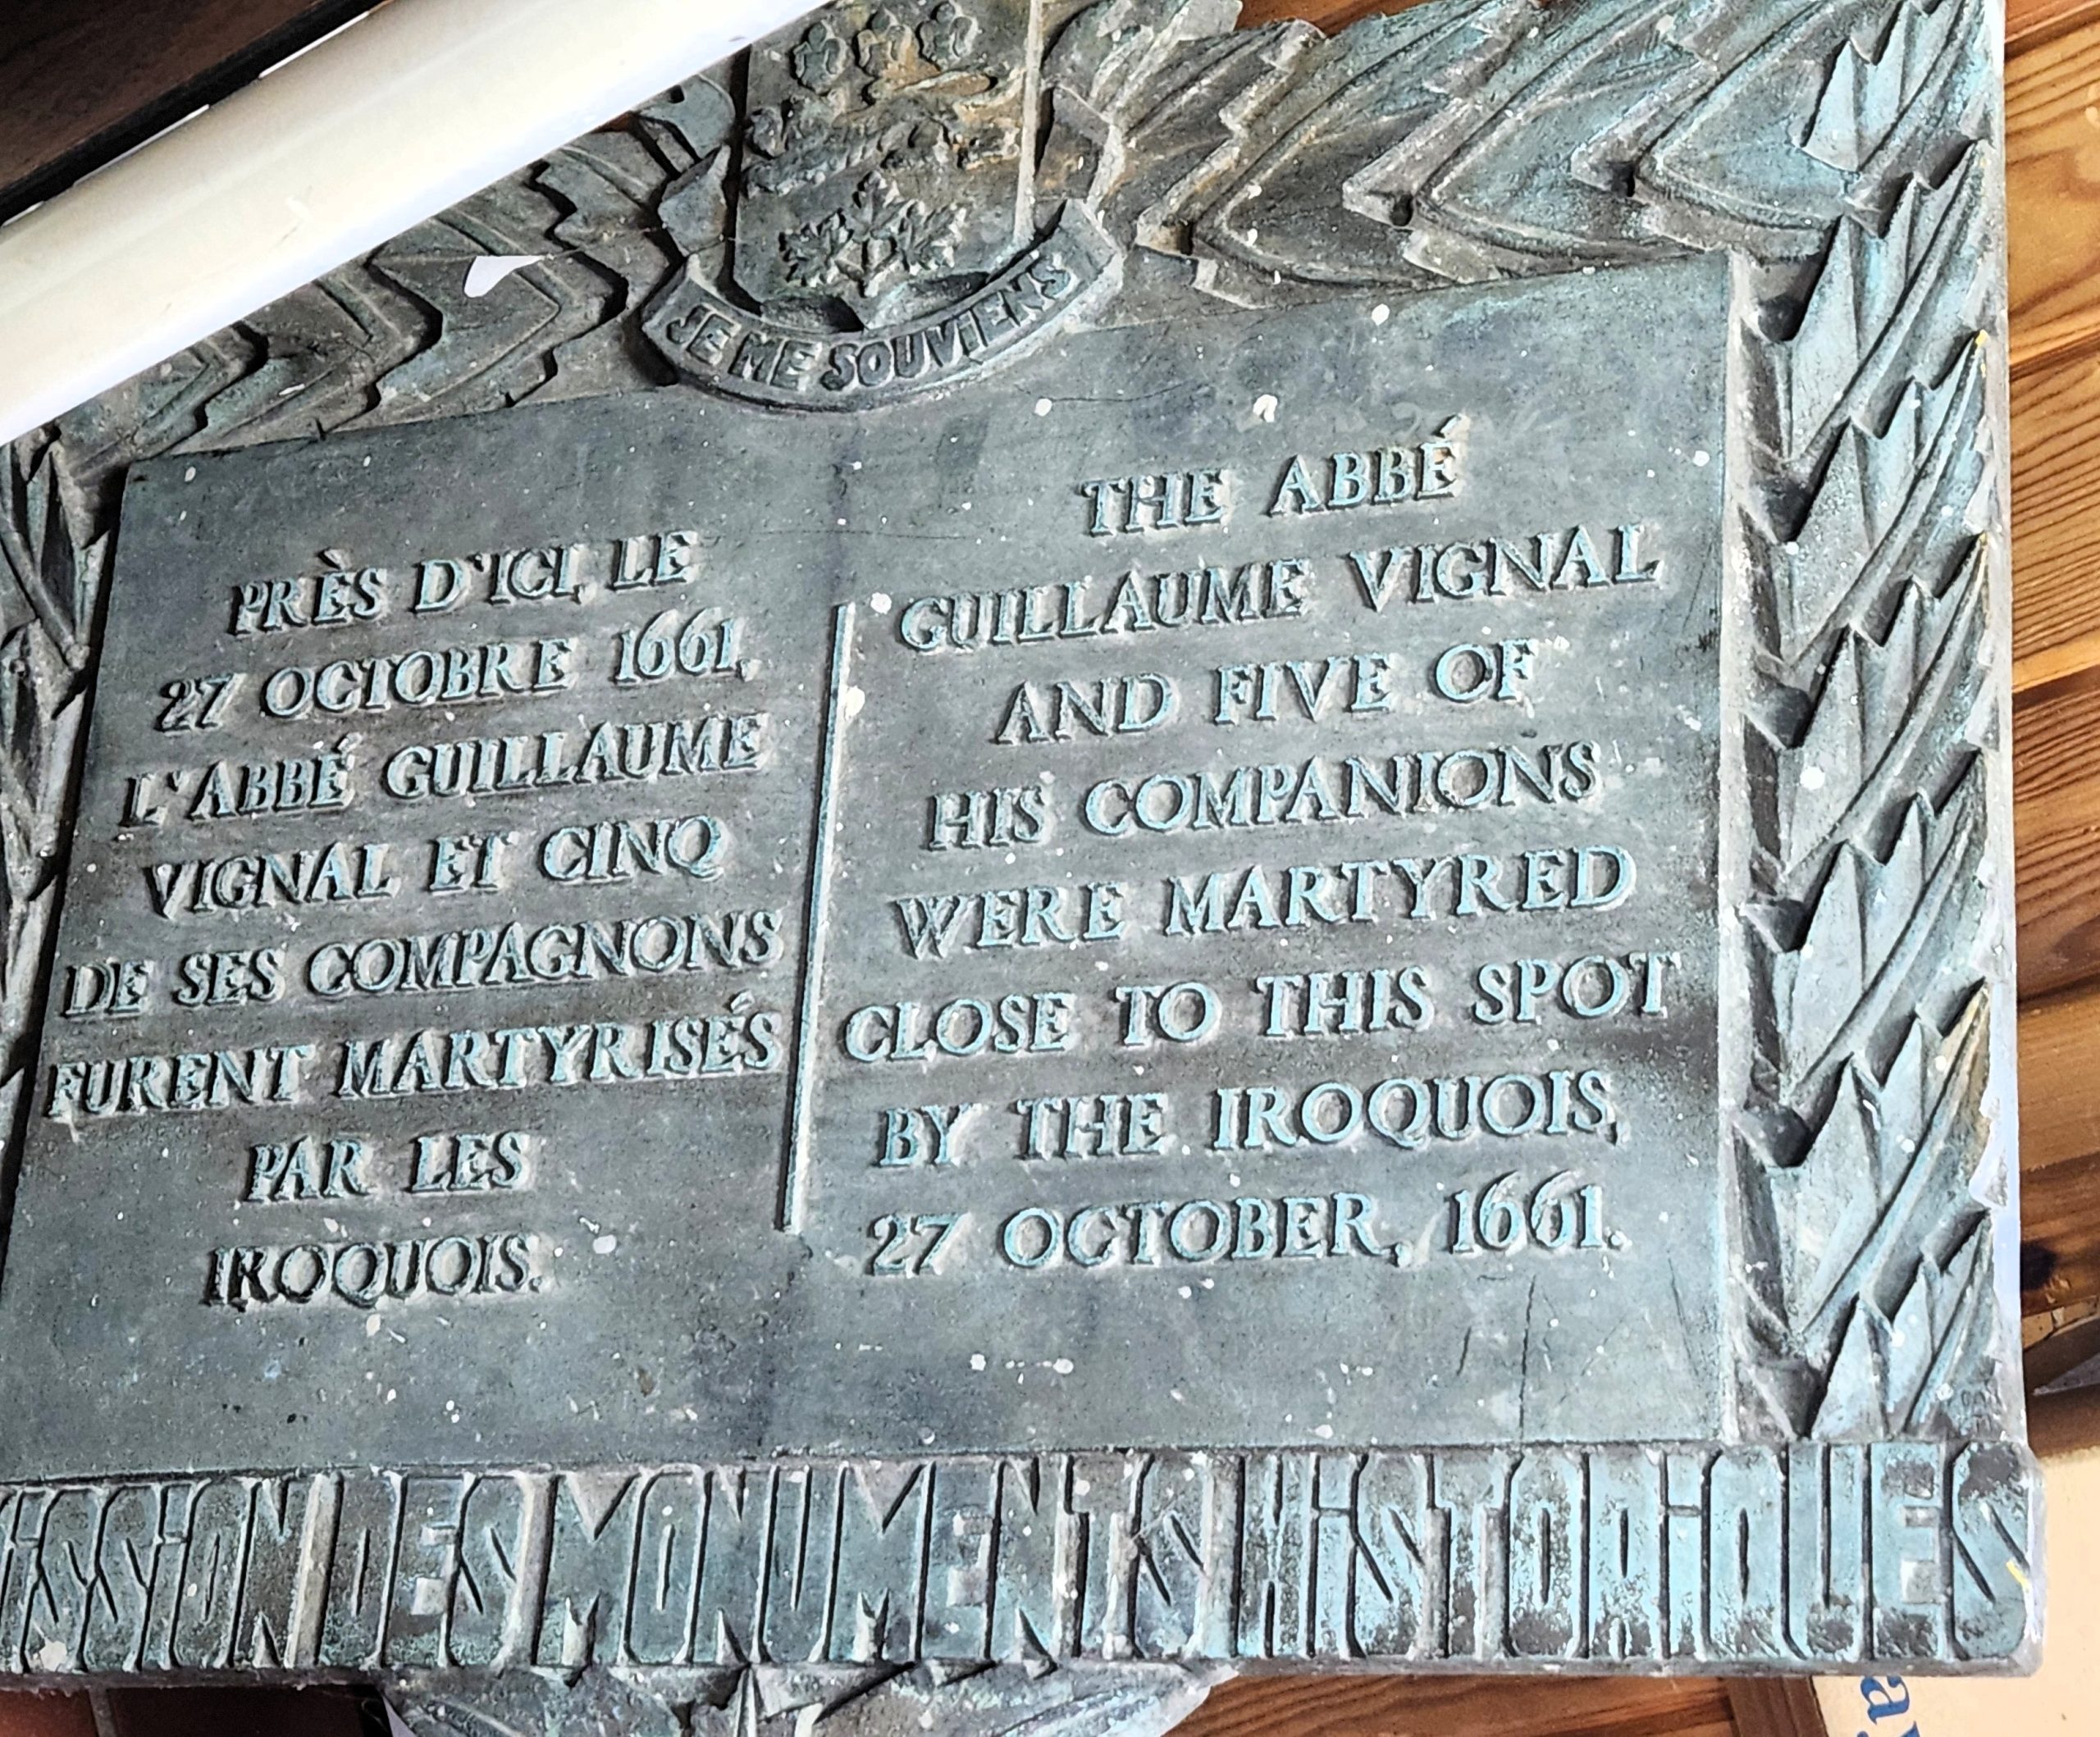 JE ME SOUVIENS
PRÈS D'ICI, LE
27 OCTOBRE 1661,
L'ABBÉ GUILLAUME
VIGNAL ET CINQ
DE SES COMPAGNONS
FURENT MARTYRISÉS
PAR LES
IROQUOIS.
THE ABBÉ
GUILLAUME VIGNAL
AND FIVE OF
HIS COMPANIONS
WERE MARTYRED
CLOSE TO THIS SPOT
BY THE IROQUOIS,
27 OCTOBER, 1661.
DES MONUMENTS HISTORIQUES